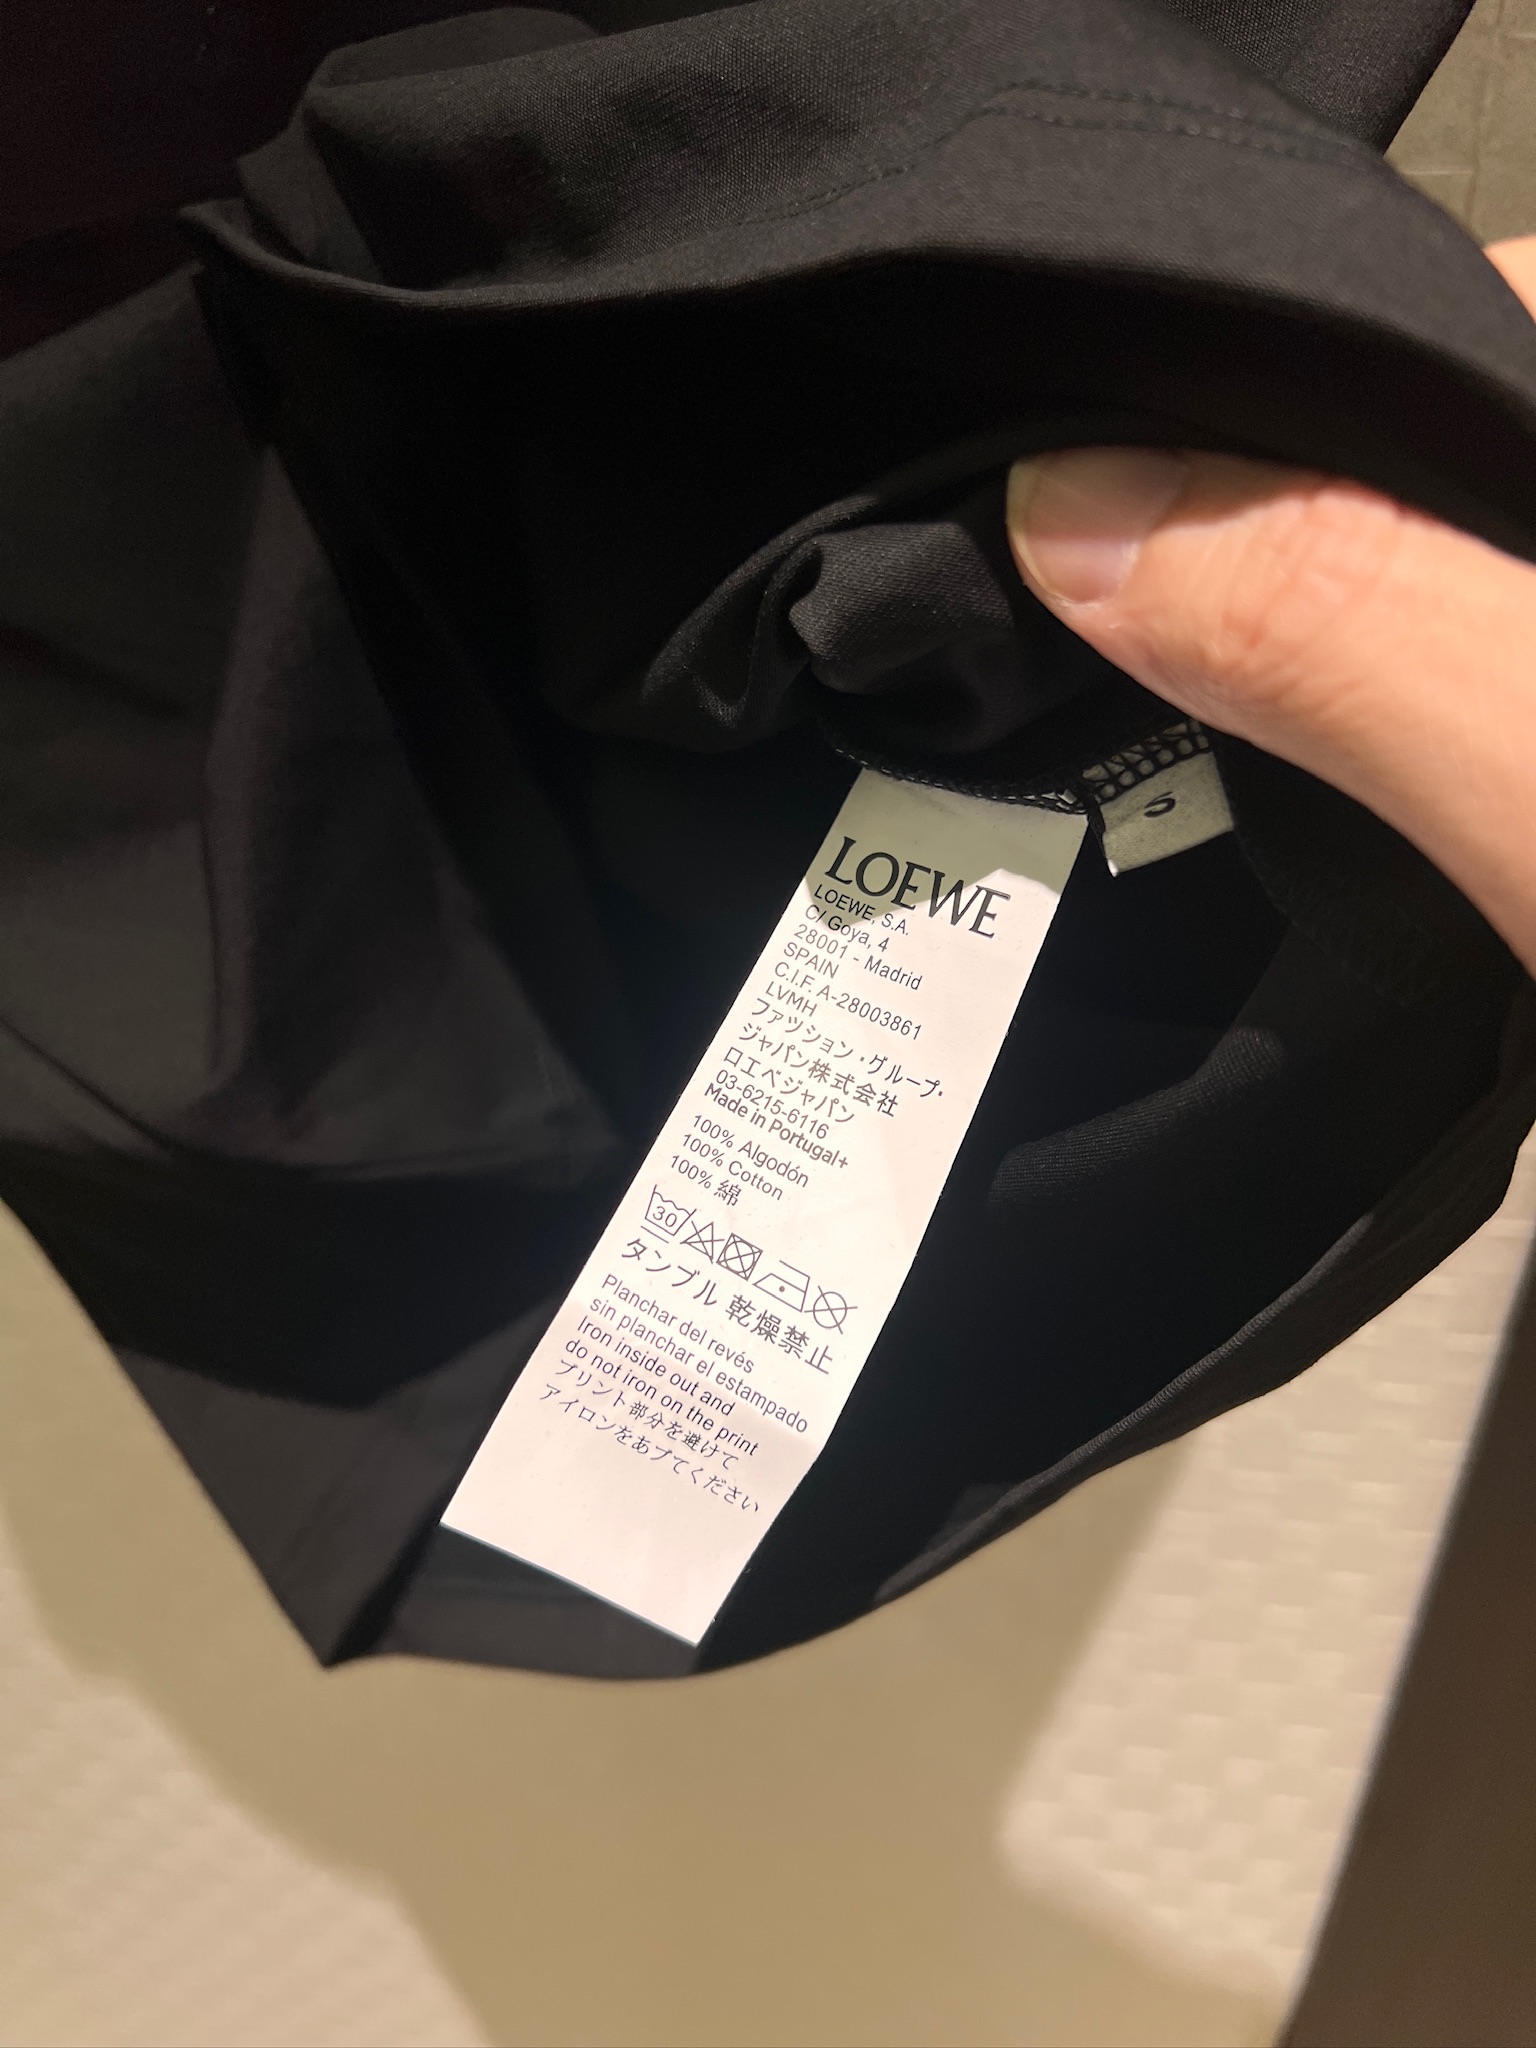 LOEWE
LOEWE, S.A.
C/ Goya, 4
28001 - Madrid
SPAIN
C.I.F. A-28003861
LVMH
ファッション・グループ・
ジャパン株式会社
ロエベジャパン
03-6215-6116
Made in Portugal+
100% Algodón
100% Cotton
100% 綿
30
タンブル 乾燥禁止
Planchar del revés
sin planchar el estampado
Iron inside out and
do not iron on the print
プリント部分を避けて
アイロンをあプてください